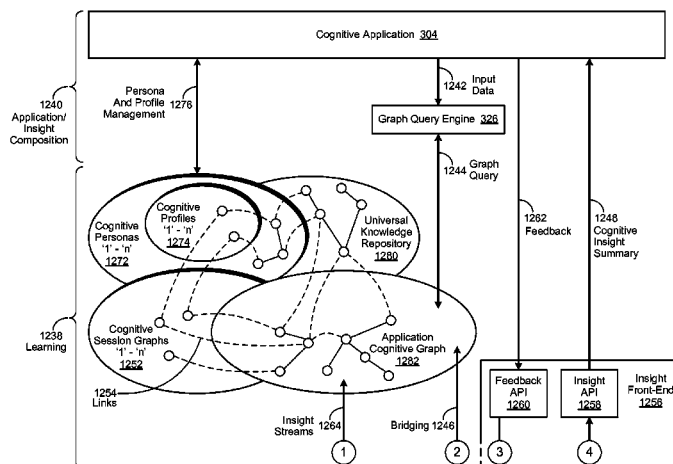 Cognitive Application 304
1240
Application/
Insight
Composition
Persona
And Profile
Management
1276
1242
Input
Data
Graph Query Engine 326
1244
Graph
Query
1262
Feedback
1248
Cognitive
Insight
Summary
Cognitive
Profiles
'1' - 'n'
1274
Cognitive
Personas
'1' - 'n'
1272
Universal
Knowledge
Repository
1280
1238
Learning
Cognitive
Session Graphs
'1' - 'n'
1252
Application
Cognitive Graph
1282
1254
Links
Insight
Streams
1264
Bridging
1246
Feedback
API
1260
Insight
API
1258
Insight
Front-End
1256
1
2
3
4